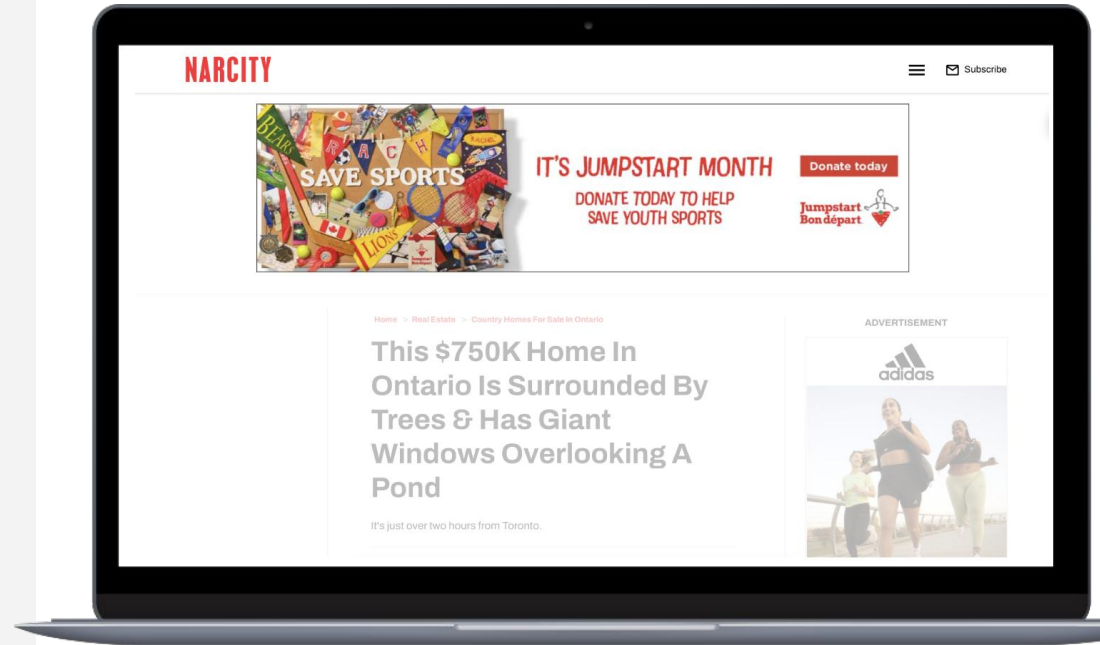 NARCITY
Subscribe
BEARS
RACHEL
R A C H
SAVE SPORTS
LIONS
IT'S JUMPSTART MONTH
DONATE TODAY TO HELP
SAVE YOUTH SPORTS
Donate today
Jumpstart
Bon départ
Home > Real Estate > Country Homes For Sale In Ontario
This $750K Home In
Ontario Is Surrounded By
Trees & Has Giant
Windows Overlooking A
Pond
It's just over two hours from Toronto.
ADVERTISEMENT
adidas